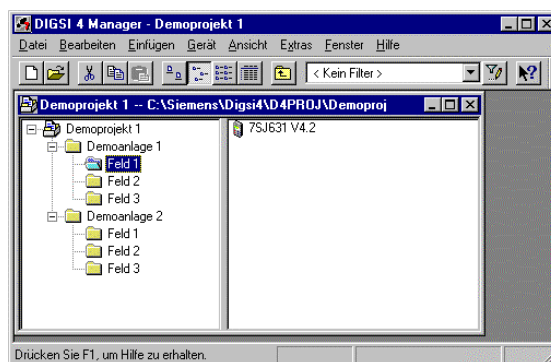 DIGSI 4 Manager - Demoprojekt 1
Datei Bearbeiten Einfügen Gerät Ansicht Extras Fenster Hilfe
< Kein Filter >
Demoprojekt 1 -- C:\Siemens\Digsi4\D4PROJ\Demoproj
Demoprojekt 1
Demoanlage 1
Feld 1
Feld 2
Feld 3
Demoanlage 2
Feld 1
Feld 2
Feld 3
7SJ631 V4.2
Drücken Sie F1, um Hilfe zu erhalten.